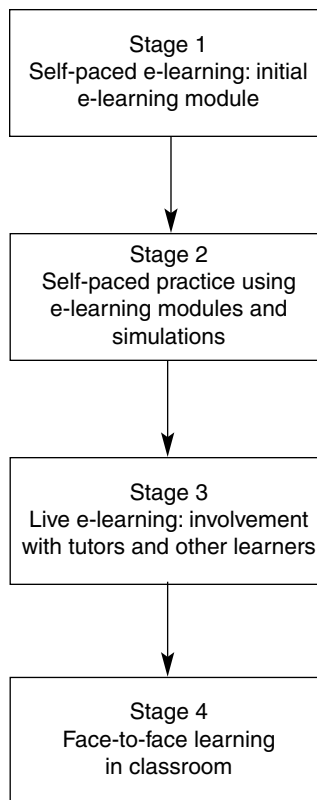 Stage 1
Self-paced e-learning: initial
e-learning module
Stage 2
Self-paced practice using
e-learning modules and
simulations
Stage 3
Live e-learning: involvement
with tutors and other learners
Stage 4
Face-to-face learning
in classroom